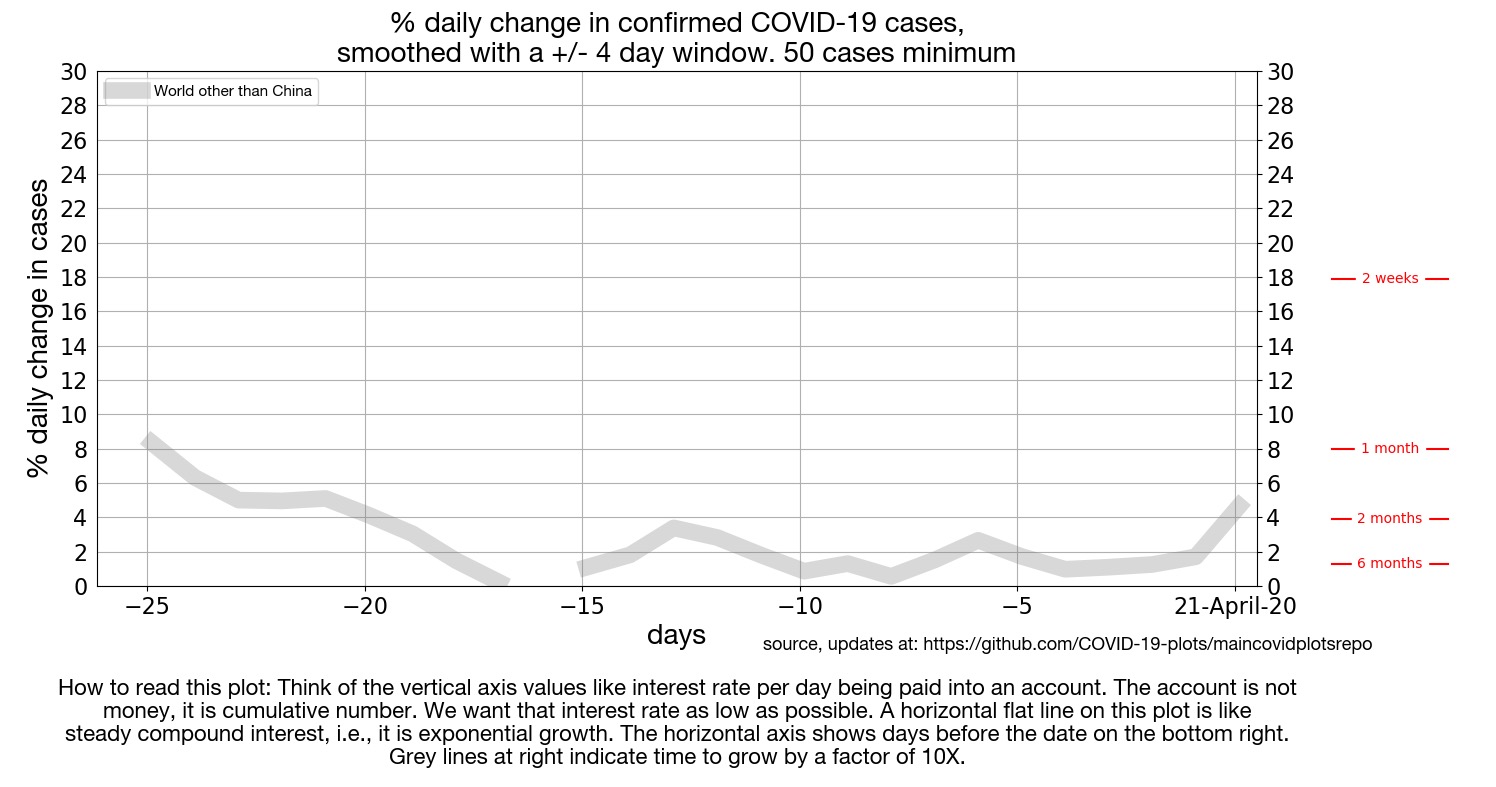 % daily change in confirmed COVID-19 cases,
smoothed with a +/- 4 day window. 50 cases minimum
World other than China
% daily change in cases
30
28
26
24
22
20
18
16
14
12
10
8
6
4
2
0
30
28
26
24
22
20
18
16
14
12
10
8
6
4
2
0
2 weeks
1 month
2 months
6 months
−25 −20 −15 −10 −5 21-April-20
days
source, updates at: https://github.com/COVID-19-plots/maincovidplotsrepo
How to read this plot: Think of the vertical axis values like interest rate per day being paid into an account. The account is not
money, it is cumulative number. We want that interest rate as low as possible. A horizontal flat line on this plot is like
steady compound interest, i.e., it is exponential growth. The horizontal axis shows days before the date on the bottom right.
Grey lines at right indicate time to grow by a factor of 10X.